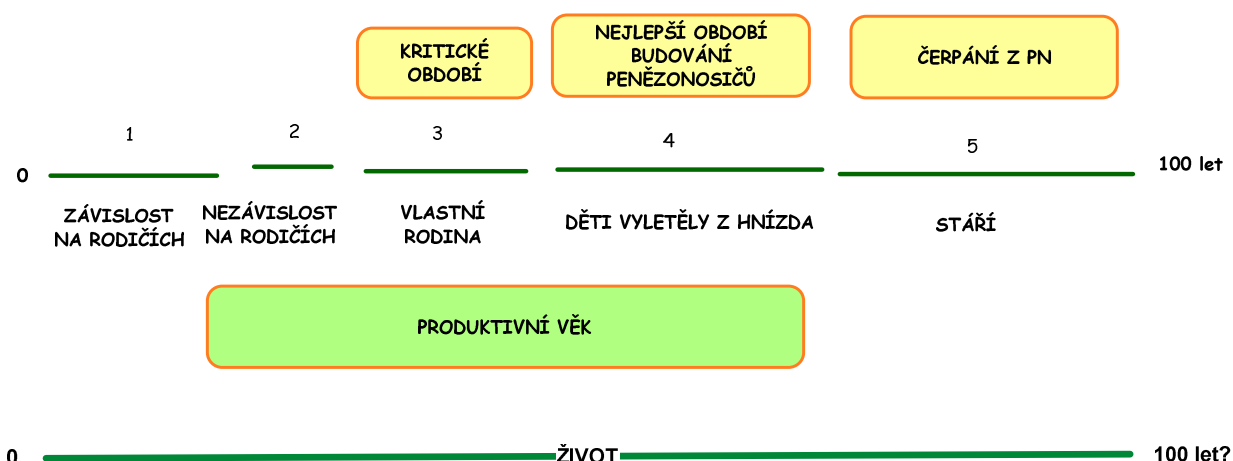 KRITICKÉ
OBDOBÍ
NEJLEPŠÍ OBDOBÍ
BUDOVÁNÍ
PENĚZONOSIČŮ
ČERPÁNÍ Z PN
1
2
3
4
5
0
100 let
ZÁVISLOST
NA RODIČÍCH
NEZÁVISLOST
NA RODIČÍCH
VLASTNÍ
RODINA
DĚTI VYLETĚLY Z HNÍZDA
STÁŘÍ
PRODUKTIVNÍ VĚK
0
ŽIVOT
100 let?